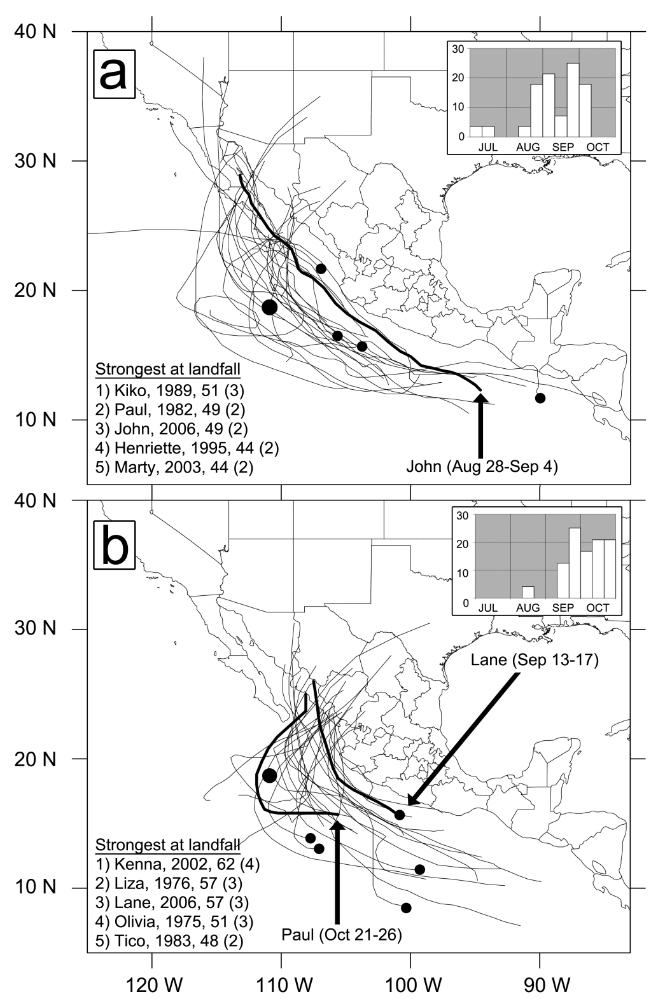 40 N
a
30
20
10
0
JUL AUG SEP OCT
30 N
20 N
Strongest at landfall
1) Kiko, 1989, 51 (3)
2) Paul, 1982, 49 (2)
10 N
3) John, 2006, 49 (2)
4) Henriette, 1995, 44 (2)
5) Marty, 2003, 44 (2)
John (Aug 28-Sep 4)
40 N
b
30
20
10
0
JUL AUG SEP OCT
30 N
Lane (Sep 13-17)
20 N
Strongest at landfall
1) Kenna, 2002, 62 (4)
2) Liza, 1976, 57 (3)
10 N
3) Lane, 2006, 57 (3)
4) Olivia, 1975, 51 (3)
5) Tico, 1983, 48 (2)
Paul (Oct 21-26)
120 W 110 W 100 W 90 W